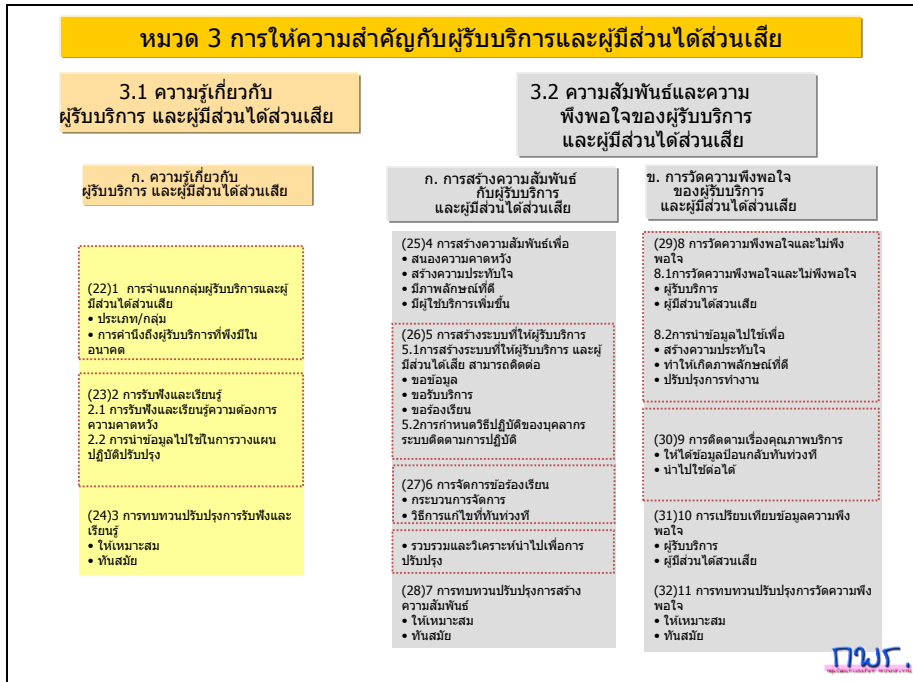 หมวด 3 การให้ความสำคัญกับผู้รับบริการและผู้มีส่วนได้ส่วนเสีย
3.1 ความรู้เกี่ยวกับ
ผู้รับบริการ และผู้มีส่วนได้ส่วนเสีย
ก. ความรู้เกี่ยวกับ
ผู้รับบริการ และผู้มีส่วนได้ส่วนเสีย
(22)1 การจำแนกกลุ่มผู้รับบริการและผู้
มีส่วนได้ส่วนเสีย
• ประเภท/กลุ่ม
• การคำนึงถึงผู้รับบริการที่พึงมีใน
อนาคต
(23)2 การรับฟังและเรียนรู้
2.1 การรับฟังและเรียนรู้ความต้องการ
ความคาดหวัง
2.2 การนำข้อมูลไปใช้ในการวางแผน
ปฏิบัติปรับปรุง
(24)3 การทบทวนปรับปรุงการรับฟังและ
เรียนรู้
• ให้เหมาะสม
• ทันสมัย
3.2 ความสัมพันธ์และความ
พึงพอใจของผู้รับบริการ
และผู้มีส่วนได้ส่วนเสีย
ก. การสร้างความสัมพันธ์
กับผู้รับบริการ
และผู้มีส่วนได้ส่วนเสีย
(25)4 การสร้างความสัมพันธ์เพื่อ
• สนองความคาดหวัง
• สร้างความประทับใจ
• มีภาพลักษณ์ที่ดี
• มีผู้ใช้บริการเพิ่มขึ้น
(26)5 การสร้างระบบที่ให้ผู้รับบริการ
5.1การสร้างระบบที่ให้ผู้รับบริการ และผู้
มีส่วนได้เสีย สามารถติดต่อ
• ขอข้อมูล
• ขอรับบริการ
• ขอร้องเรียน
5.2การกำหนดวิธีปฏิบัติของบุคลากร
ระบบติดตามการปฏิบัติ
(27)6 การจัดการข้อร้องเรียน
• กระบวนการจัดการ
• วิธีการแก้ไขที่ทันท่วงที
• รวบรวมและวิเคราะห์นำไปเพื่อการ
ปรับปรุง
(28)7 การทบทวนปรับปรุงการสร้าง
ความสัมพันธ์
• ให้เหมาะสม
• ทันสมัย
ข. การวัดความพึงพอใจ
ของผู้รับบริการ
และผู้มีส่วนได้ส่วนเสีย
(29)8 การวัดความพึงพอใจและไม่พึง
พอใจ
8.1การวัดความพึงพอใจและไม่พึงพอใจ
• ผู้รับบริการ
• ผู้มีส่วนได้สวนเสีย
8.2การนำข้อมูลไปใช้เพื่อ
• สร้างความประทับใจ
• ทำให้เกิดภาพลักษณ์ที่ดี
• ปรับปรุงการทำงาน
(30)9 การติดตามเรื่องคุณภาพบริการ
• ให้ได้ข้อมูลป้อนกลับทันท่วงที
• นำไปใช้ต่อได้
(31)10 การเปรียบเทียบข้อมูลความพึง
พอใจ
• ผู้รับบริการ
• ผู้มีส่วนได้สวนเสีย
(32)11 การทบทวนปรับปรุงการวัดความพึง
พอใจ
• ให้เหมาะสม
• ทันสมัย
กพร.